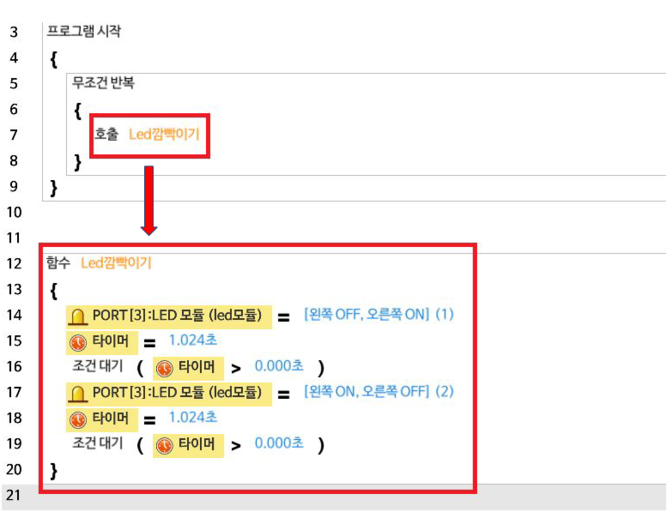 3 프로그램 시작
4 {
5 무조건 반복
6 {
7 호출 Led깜빡이기
8 }
9 }
10
11
12 함수 Led깜빡이기
13 {
14 PORT[3]:LED 모듈 (led모듈) = [왼쪽 OFF, 오른쪽 ON] (1)
15 타이머 = 1.024초
16 조건 대기 ( 타이머 > 0.000초 )
17 PORT[3]:LED 모듈 (led모듈) = [왼쪽 ON, 오른쪽 OFF] (2)
18 타이머 = 1.024초
19 조건 대기 ( 타이머 > 0.000초 )
20 }
21